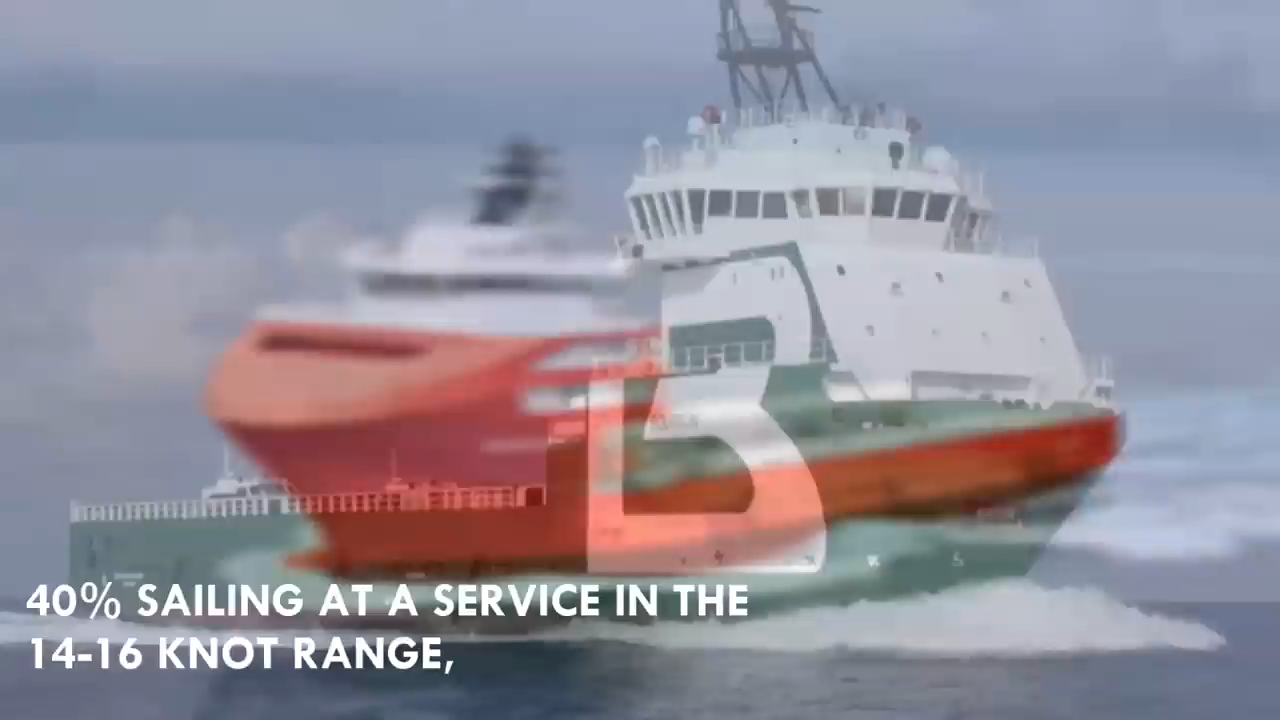 40% SAILING AT A SERVICE IN THE
14-16 KNOT RANGE,
B